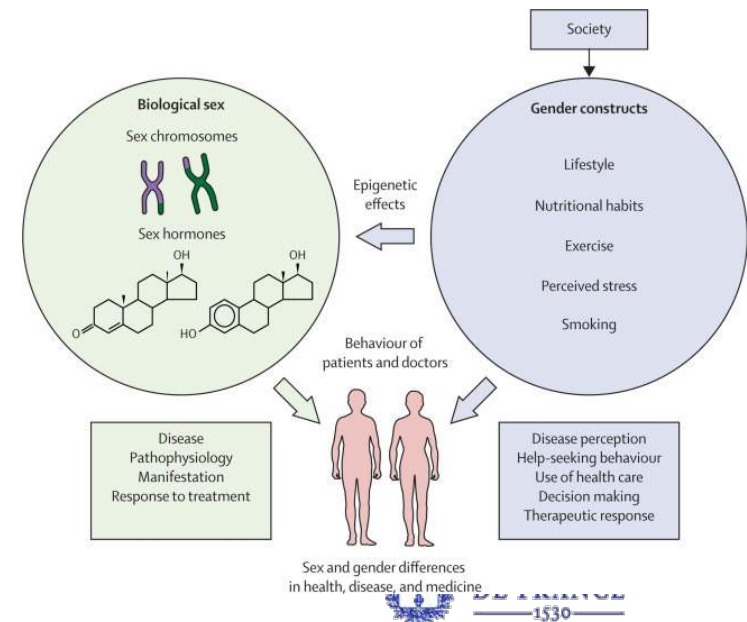 Society
Biological sex
Sex chromosomes
Sex hormones
OH
O
OH
HO
Epigenetic
effects
Gender constructs
Lifestyle
Nutritional habits
Exercise
Perceived stress
Smoking
Behaviour of
patients and doctors
Disease
Pathophysiology
Manifestation
Response to treatment
Disease perception
Help-seeking behaviour
Use of health care
Decision making
Therapeutic response
Sex and gender differences
in health, disease, and medicine
DE FRANCE
1530